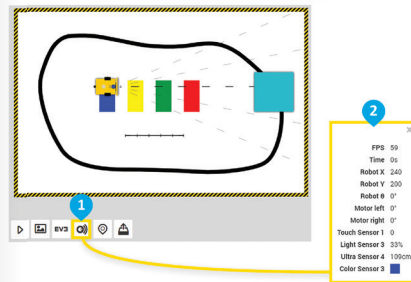 2
×
FPS 59
Time 0s
Robot X 240
Robot Y 200
Robot θ 0°
Motor left 0°
Motor right 0°
Touch Sensor 1 0
Light Sensor 3 33%
Ultra Sensor 4 109cm
Color Sensor 3
1
EV3